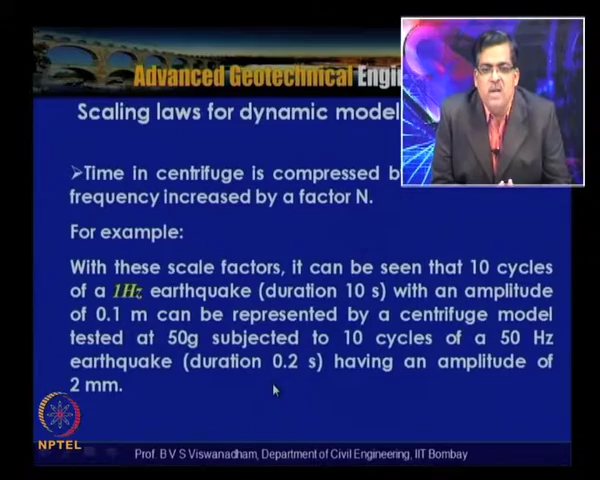 Advanced Geotechnical Engi
Scaling laws for dynamic model
➢Time in centrifuge is compressed b
frequency increased by a factor N.
For example:
With these scale factors, it can be seen that 10 cycles
of a 1Hz earthquake (duration 10 s) with an amplitude
of 0.1 m can be represented by a centrifuge model
tested at 50g subjected to 10 cycles of a 50 Hz
earthquake (duration 0.2 s) having an amplitude of
2 mm.
NPTEL
Prof. B V S Viswanadham, Department of Civil Engineering, IIT Bombay